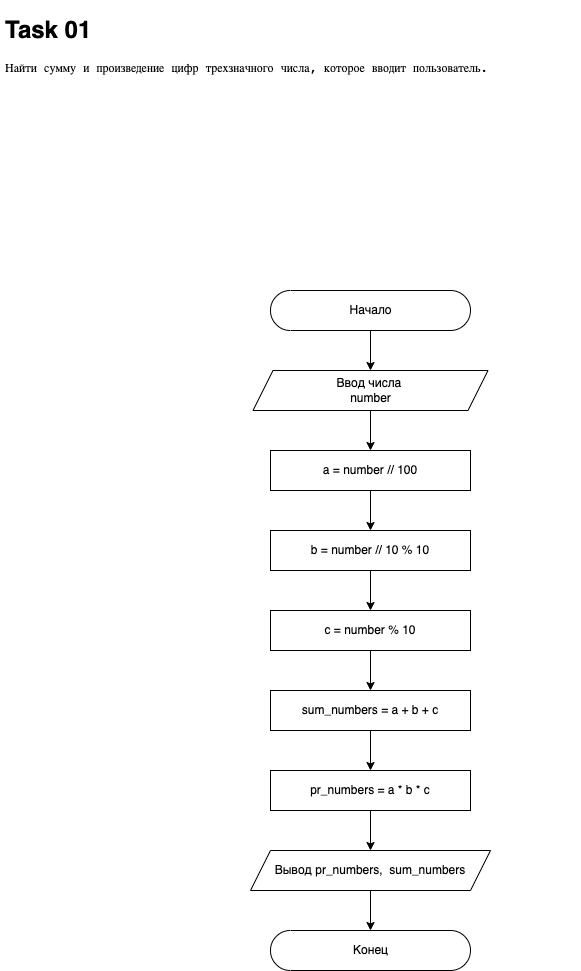 Task 01
Найти сумму и произведение цифр трехзначного числа, которое вводит пользователь.
Начало
Ввод числа
number
a = number // 100
b = number // 10 % 10
c = number % 10
sum_numbers = a + b + c
pr_numbers = a * b * c
Вывод pr_numbers, sum_numbers
Конец